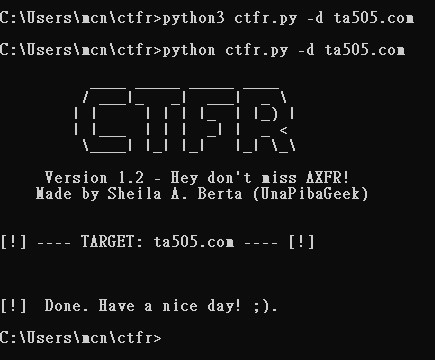 C:\Users\mcn\ctfr>python3 ctfr.py -d ta505.com
C:\Users\mcn\ctfr>python ctfr.py -d ta505.com
CTFR
Version 1.2 - Hey don't miss AXFR!
Made by Sheila A. Berta (UnaPibaGeek)
[!] ---- TARGET: ta505.com ---- [!]
[!]  Done. Have a nice day! ;).
C:\Users\mcn\ctfr>